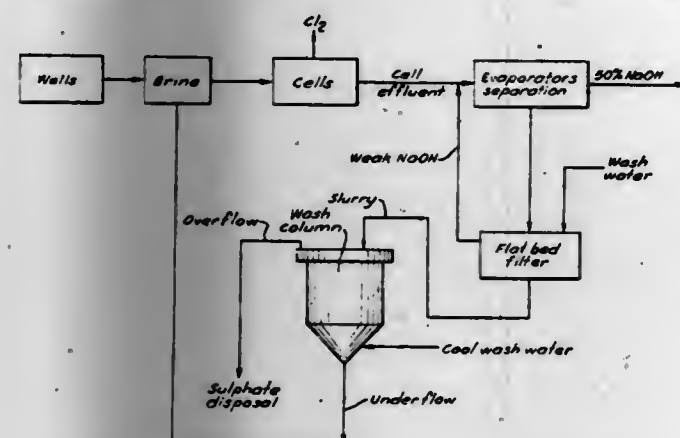 Cl2
Wells
Brine
Cells
Cell
effluent
Evaporators
separation
50% NaOH
Weak NaOH
Wash
water
Slurry
Overflow
Wash
column
Flat bed
filter
Cool wash water
Sulphate
disposal
Underflow